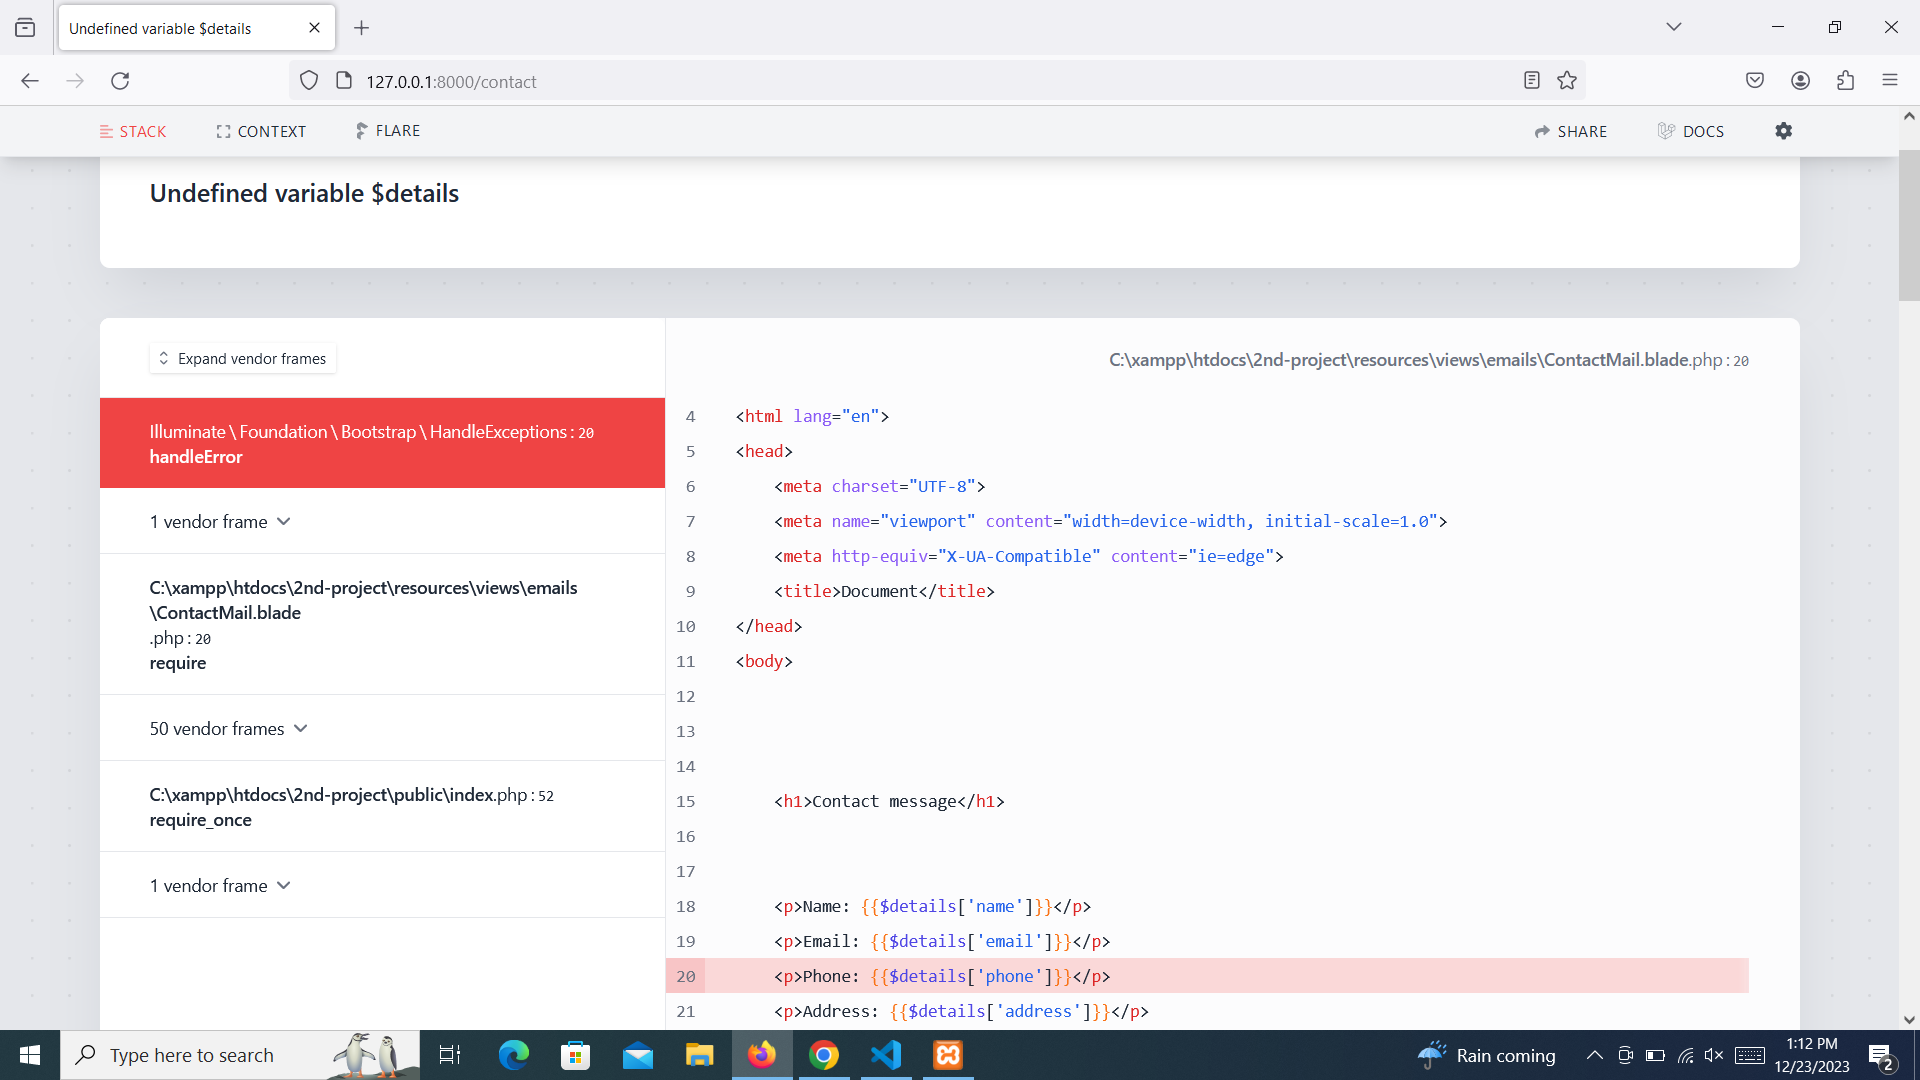 Undefined variable $details
127.0.0.1:8000/contact
STACK
CONTEXT
FLARE
SHARE
DOCS
Undefined variable $details
Expand vendor frames
Illuminate \ Foundation \ Bootstrap \ HandleExceptions : 20
handleError
1 vendor frame
C:\xampp\htdocs\2nd-project\resources\views\emails
\ContactMail.blade
.php : 20
require
50 vendor frames
C:\xampp\htdocs\2nd-project\public\index.php : 52
require_once
1 vendor frame
C:\xampp\htdocs\2nd-project\resources\views\emails\ContactMail.blade.php : 20
4 <html lang="en">
5 <head>
6 <meta charset="UTF-8">
7 <meta name="viewport" content="width=device-width, initial-scale=1.0">
8 <meta http-equiv="X-UA-Compatible" content="ie=edge">
9 <title>Document</title>
10 </head>
11 <body>
12
13
14
15 <h1>Contact message</h1>
16
17
18 <p>Name: {{$details['name']}}</p>
19 <p>Email: {{$details['email']}}</p>
20 <p>Phone: {{$details['phone']}}</p>
21 <p>Address: {{$details['address']}}</p>
Type here to search
Rain coming
1:12 PM
12/23/2023
2